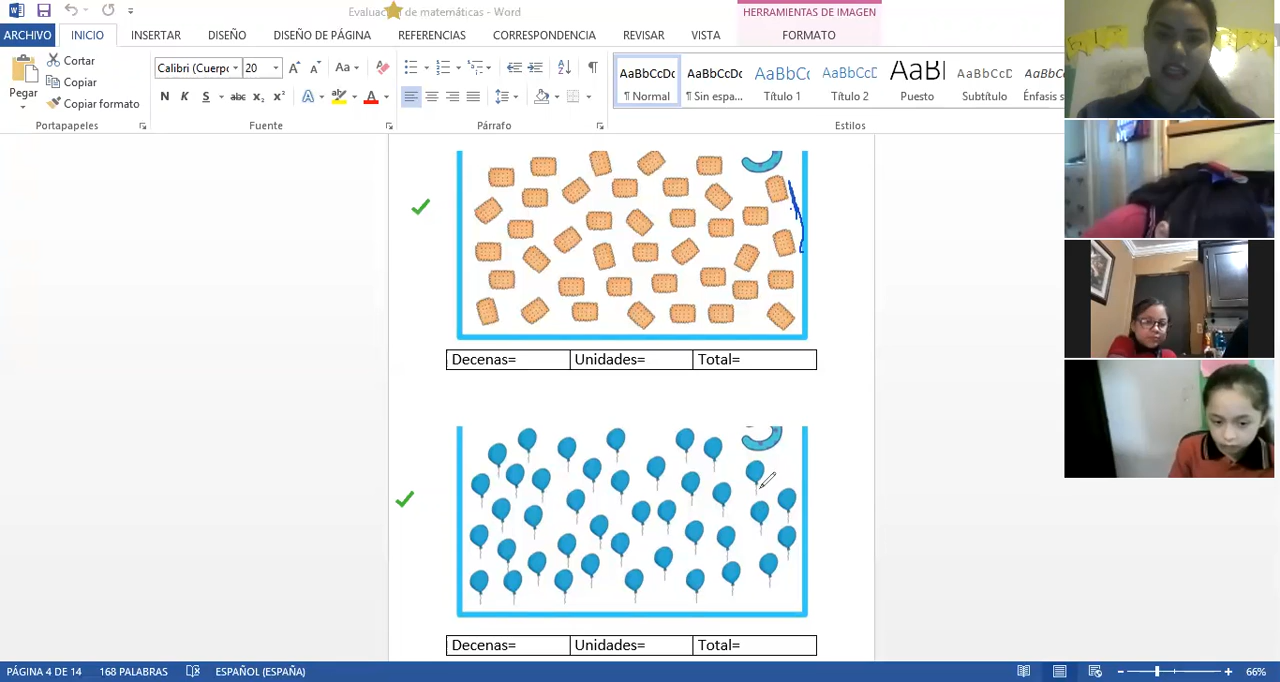 Evaluación de matemáticas - Word
HERRAMIENTAS DE IMAGEN
ARCHIVO INICIO INSERTAR DISEÑO DISEÑO DE PÁGINA REFERENCIAS CORRESPONDENCIA REVISAR VISTA FORMATO
Pegar
Cortar
Copiar
Copiar formato
Portapapeles
Calibri (Cuerpo 20
Fuente
Párrafo
AaBbCcDc AaBbCcDc AaBbCc AaBbCcD AaBl AaBbCcD AaBbCcDc
¶ Normal ¶ Sin espa... Título 1 Título 2 Puesto Subtítulo Énfasis s
Estilos
Decenas= Unidades= Total=
Decenas= Unidades= Total=
PÁGINA 4 DE 14 168 PALABRAS ESPAÑOL (ESPAÑA) 66%